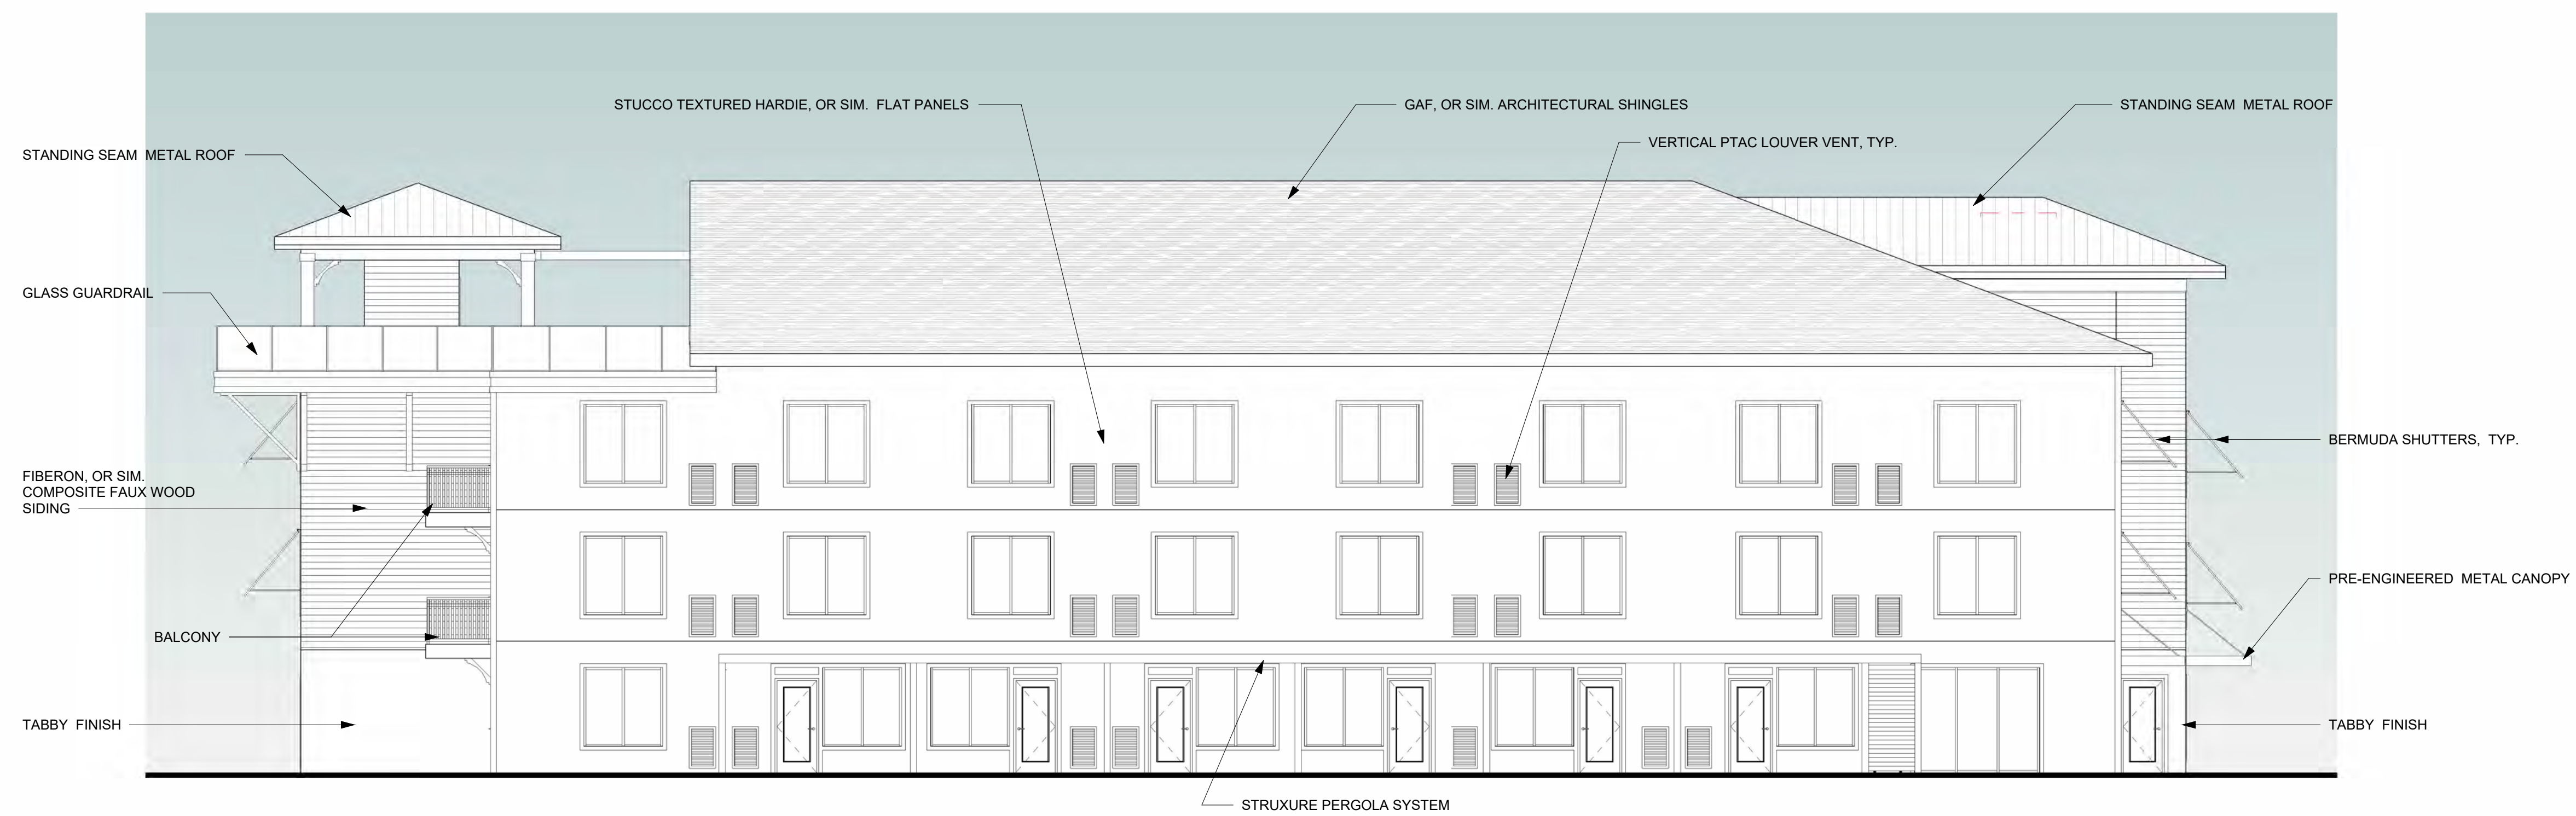 STUCCO TEXTURED HARDIE, OR SIM. FLAT PANELS
GAF, OR SIM. ARCHITECTURAL SHINGLES
STANDING SEAM METAL ROOF
VERTICAL PTAC LOUVER VENT, TYP.
STANDING SEAM METAL ROOF
GLASS GUARDRAIL
BERMUDA SHUTTERS, TYP.
FIBERON, OR SIM.
COMPOSITE FAUX WOOD
SIDING
PRE-ENGINEERED METAL CANOPY
BALCONY
TABBY FINISH
TABBY FINISH
STRUXURE PERGOLA SYSTEM